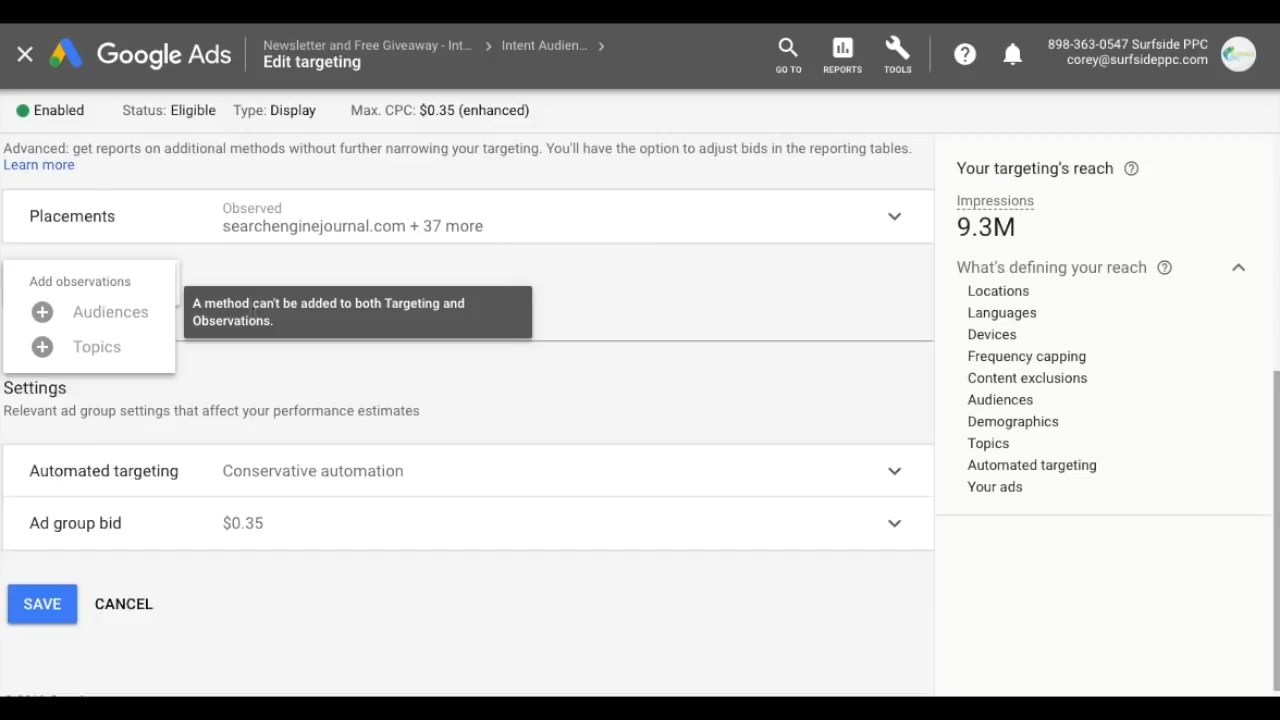 Google Ads
Newsletter and Free Giveaway - Int...
Intent Audien...
Edit targeting
GO TO
REPORTS
TOOLS
898-363-0547 Surfside PPC
corey@surfsideppc.com
Enabled
Status: Eligible
Type: Display
Max. CPC: $0.35 (enhanced)
Advanced: get reports on additional methods without further narrowing your targeting. You'll have the option to adjust bids in the reporting tables.
Learn more
Placements
Observed
searchenginejournal.com + 37 more
Add observations
Audiences
Topics
A method can't be added to both Targeting and
Observations.
Settings
Relevant ad group settings that affect your performance estimates
Automated targeting
Conservative automation
Ad group bid
$0.35
SAVE
CANCEL
Your targeting's reach
Impressions
9.3M
What's defining your reach
Locations
Languages
Devices
Frequency capping
Content exclusions
Audiences
Demographics
Topics
Automated targeting
Your ads